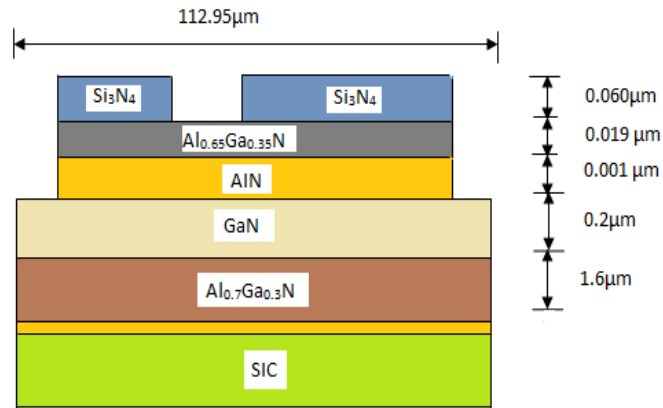 112.95µm
Si₃N₄ Si₃N₄
0.060µm
Al₀.₆₅Ga₀.₃₅N
0.019 µm
AlN
0.001 µm
GaN
0.2µm
Al₀.₇Ga₀.₃N
1.6µm
SIC